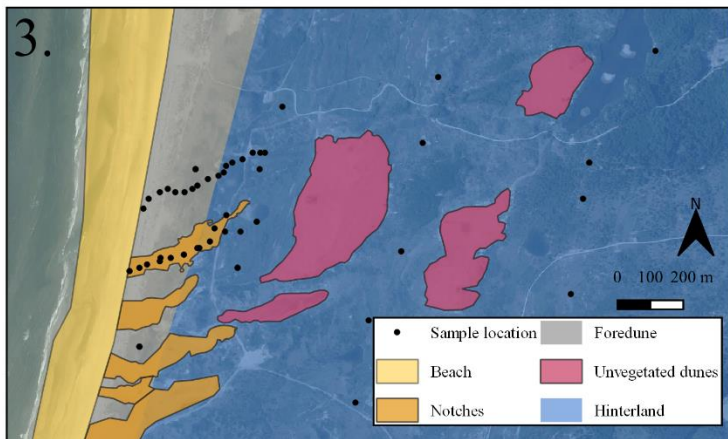 3.
N
0 100 200 m
Sample location
Foredune
Beach
Unvegetated dunes
Notches
Hinterland